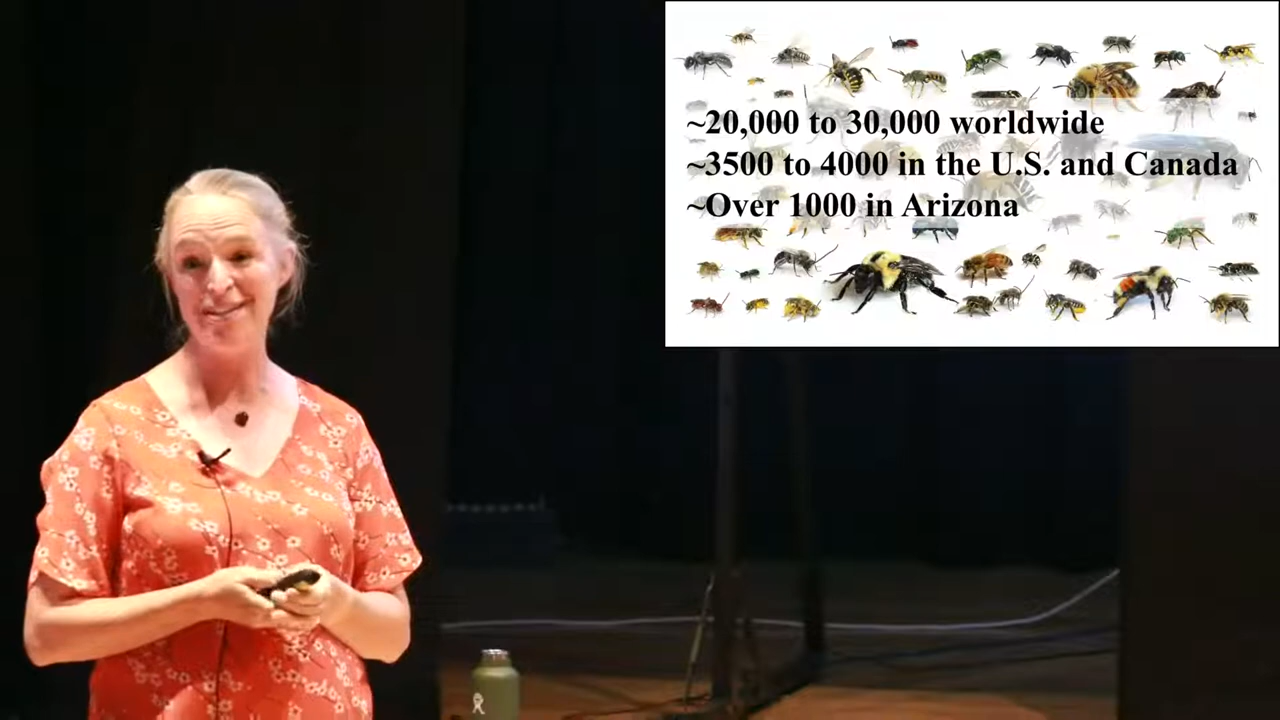 ~20,000 to 30,000 worldwide
~3500 to 4000 in the U.S. and Canada
~Over 1000 in Arizona